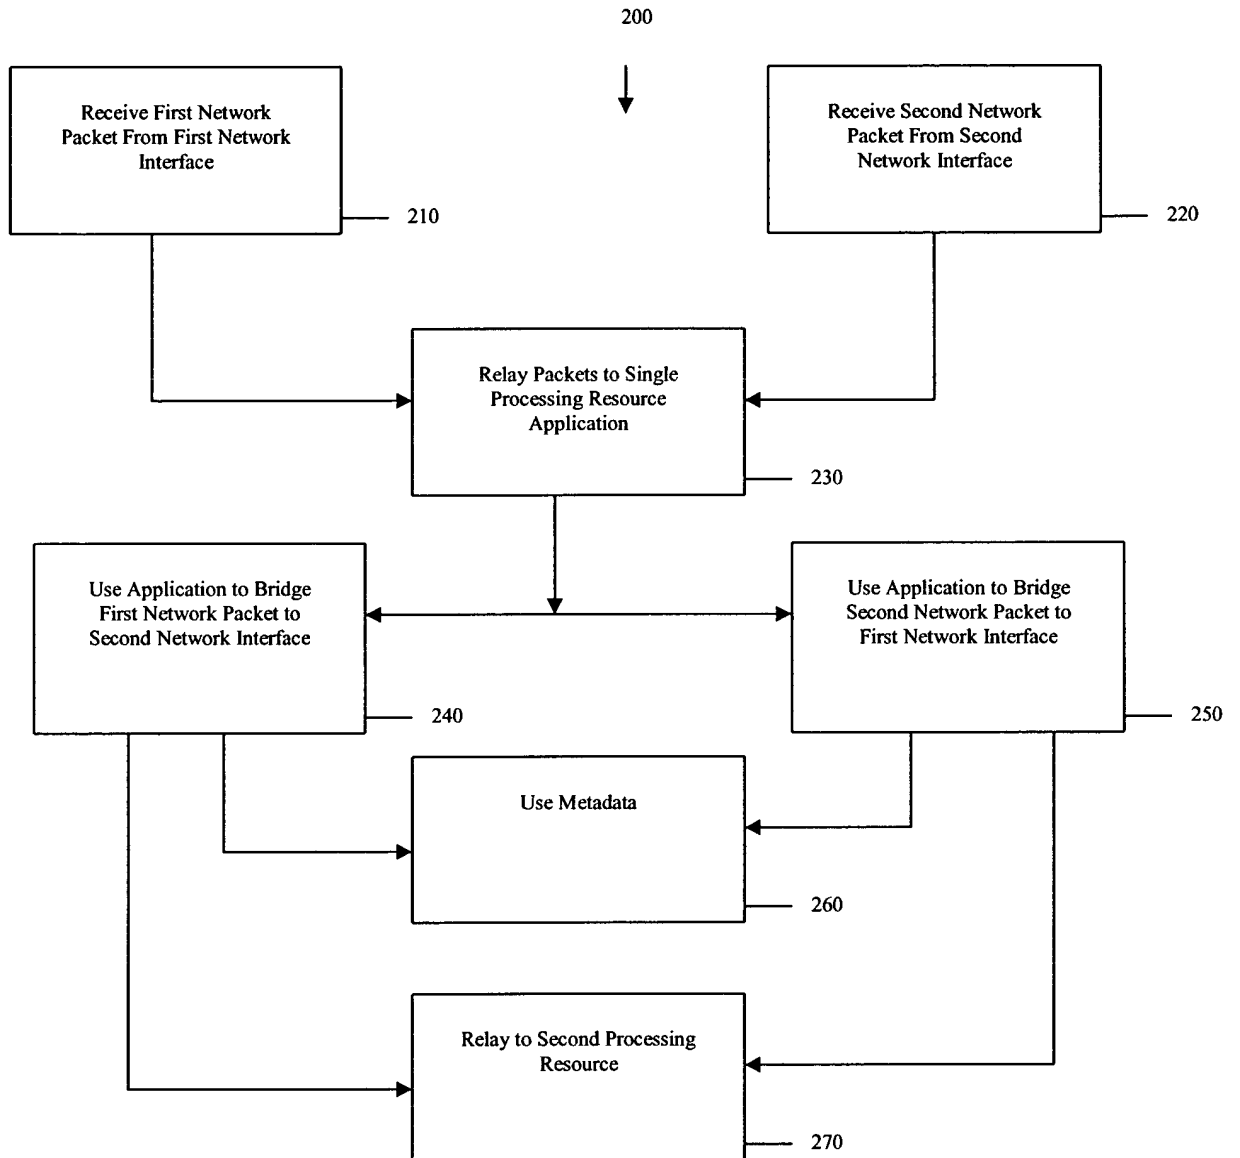 200
Receive First Network
Packet From First Network
Interface
210
Receive Second Network
Packet From Second
Network Interface
220
Relay Packets to Single
Processing Resource
Application
230
Use Application to Bridge
First Network Packet to
Second Network Interface
240
Use Application to Bridge
Second Network Packet to
First Network Interface
250
Use Metadata
260
Relay to Second Processing
Resource
270